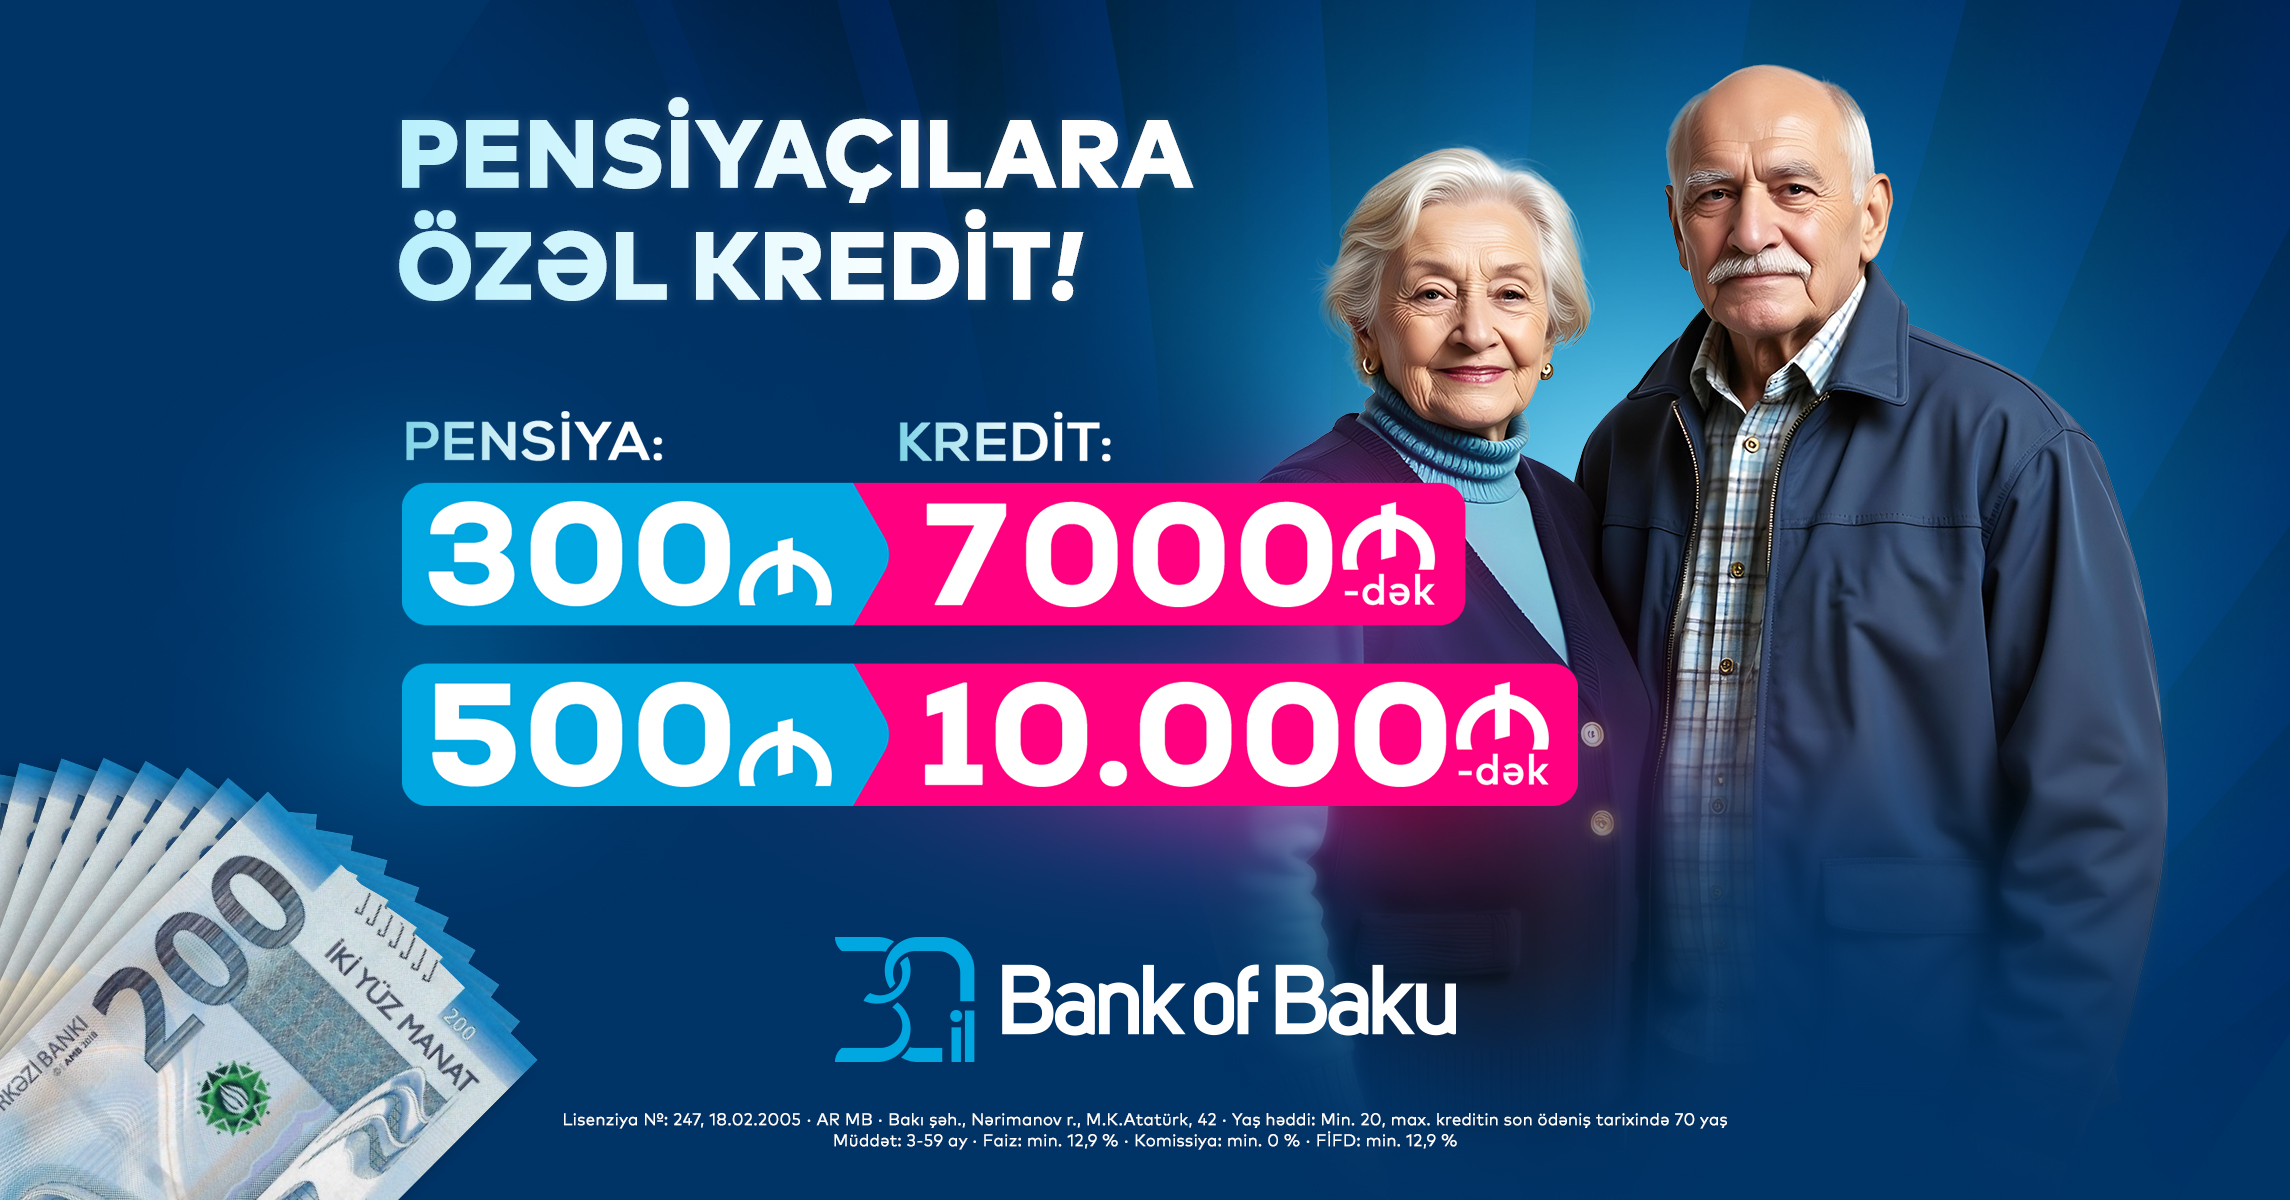 PENSİYAÇILARA
ÖZƏL KREDİT!
PENSİYA: KREDİT:
300₼ 7000₼-dək
500₼ 10.000₼-dək
200
İKİ YÜZ MANAT
200
© AMB 2018
30 il Bank of Baku
Lisenziya №: 247, 18.02.2005 · AR MB · Bakı şəh., Nərimanov r., M.K.Atatürk, 42 · Yaş həddi: Min. 20, max. kreditin son ödəniş tarixində 70 yaş
Müddət: 3-59 ay · Faiz: min. 12,9 % · Komissiya: min. 0 % · FİFD: min. 12,9 %